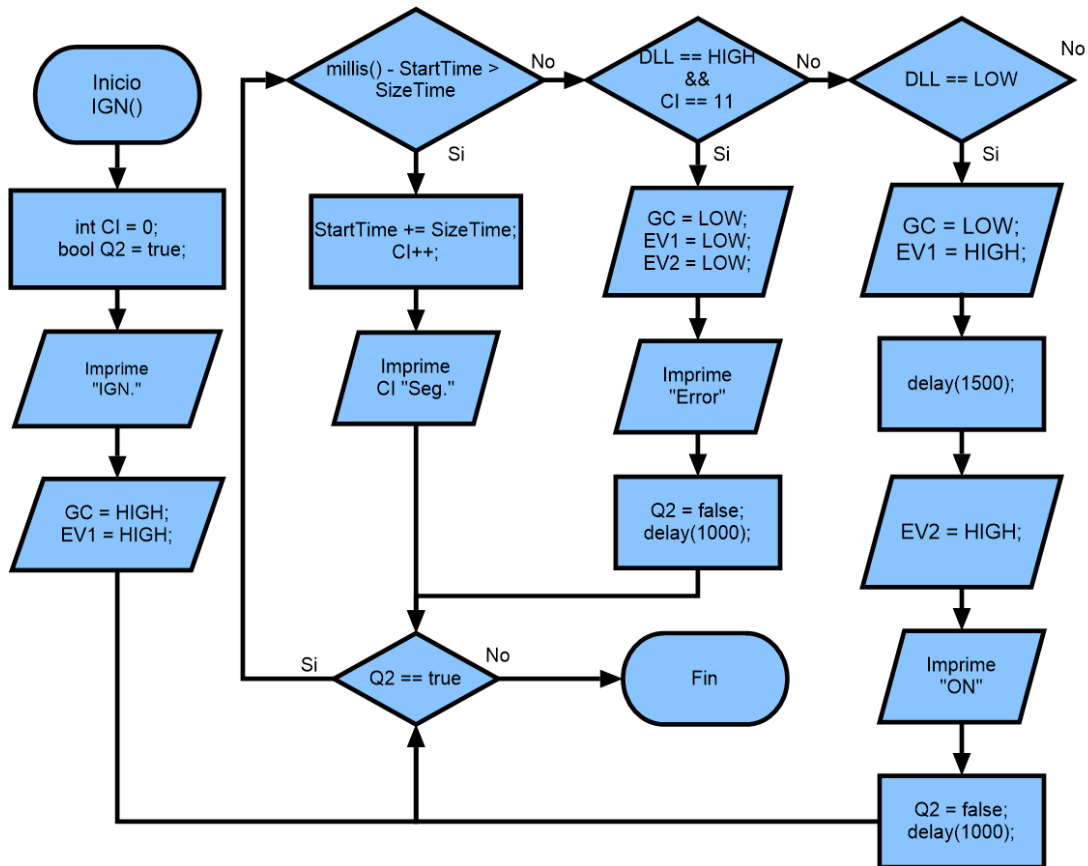 Inicio
IGN()
int CI = 0;
bool Q2 = true;
Imprime
"IGN."
GC = HIGH;
EV1 = HIGH;
millis() - StartTime >
SizeTime
No
Si
StartTime += SizeTime;
CI++;
Imprime
CI "Seg."
DLL == HIGH
&&
CI == 11
No
Si
GC = LOW;
EV1 = LOW;
EV2 = LOW;
Imprime
"Error"
Q2 = false;
delay(1000);
DLL == LOW
No
Si
GC = LOW;
EV1 = HIGH;
delay(1500);
EV2 = HIGH;
Imprime
"ON"
Q2 = false;
delay(1000);
Q2 == true
Si
No
Fin